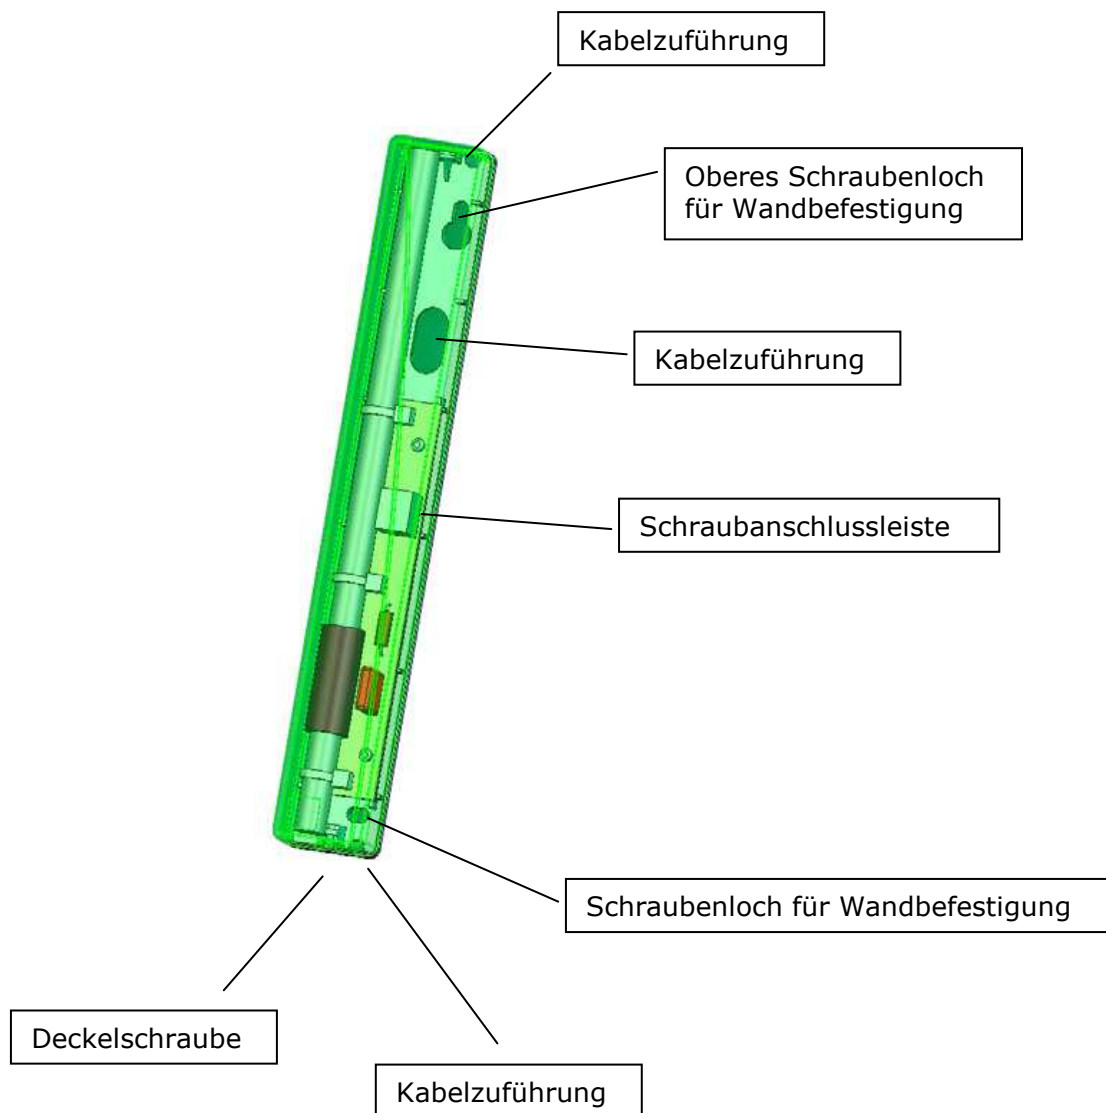 Kabelzuführung
Oberes Schraubenloch
für Wandbefestigung
Kabelzuführung
Schraubanschlussleiste
Schraubenloch für Wandbefestigung
Deckelschraube
Kabelzuführung